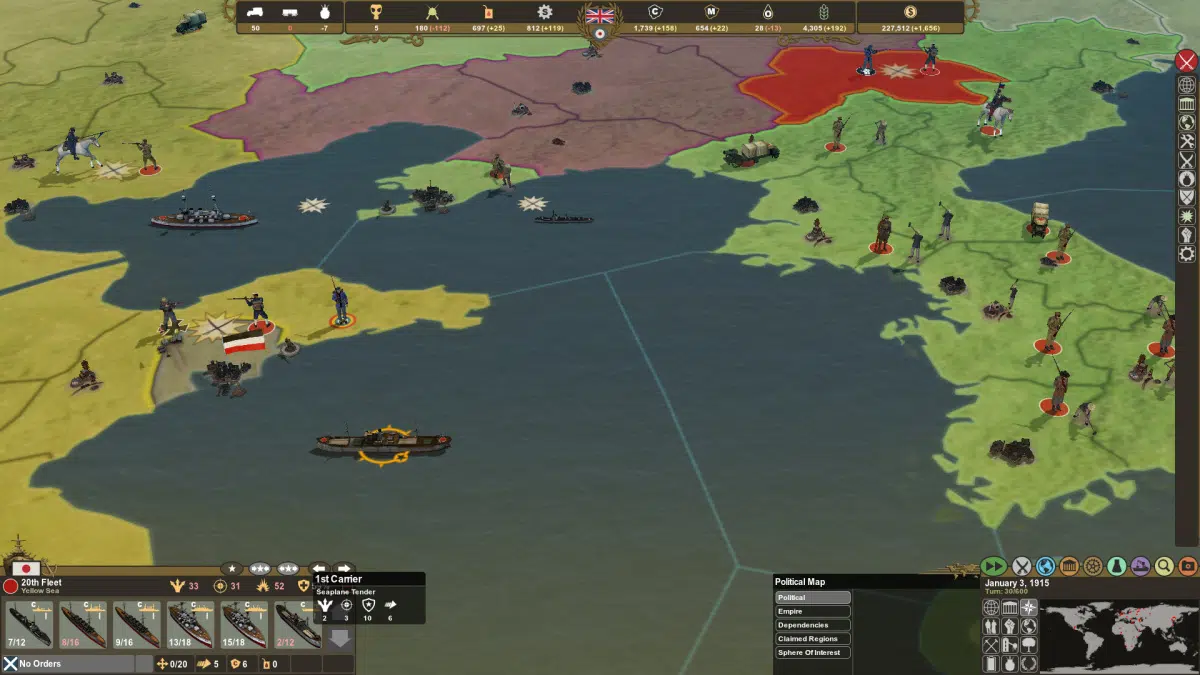 50 0 -7 5 180 (-112) 697 (+25) 812 (+119) 1,739 (+158) 654 (+22) 28 (-13) 4,305 (+192) 227,512 (+1,656)
C M
20th Fleet
Yellow Sea
33 31 52
1st Carrier
Seaplane Tender
2 3 10 6
C C C C C C
I I I
7/12 8/16 9/16 13/18 15/18 2/12
No Orders 0/20 5 6 0
Political Map
Political
Empire
Dependencies
Claimed Regions
Sphere Of Interest
January 3, 1915
Turn: 30/600